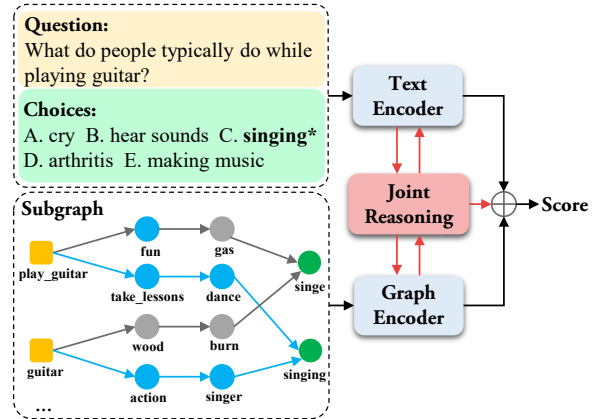 Question:
What do people typically do while
playing guitar?
Choices:
A. cry B. hear sounds C. singing*
D. arthritis E. making music
Text
Encoder
Joint
Reasoning
Score
Graph
Encoder
Subgraph
play_guitar
fun
gas
take_lessons
dance
singe
guitar
wood
burn
action
singer
singing
...